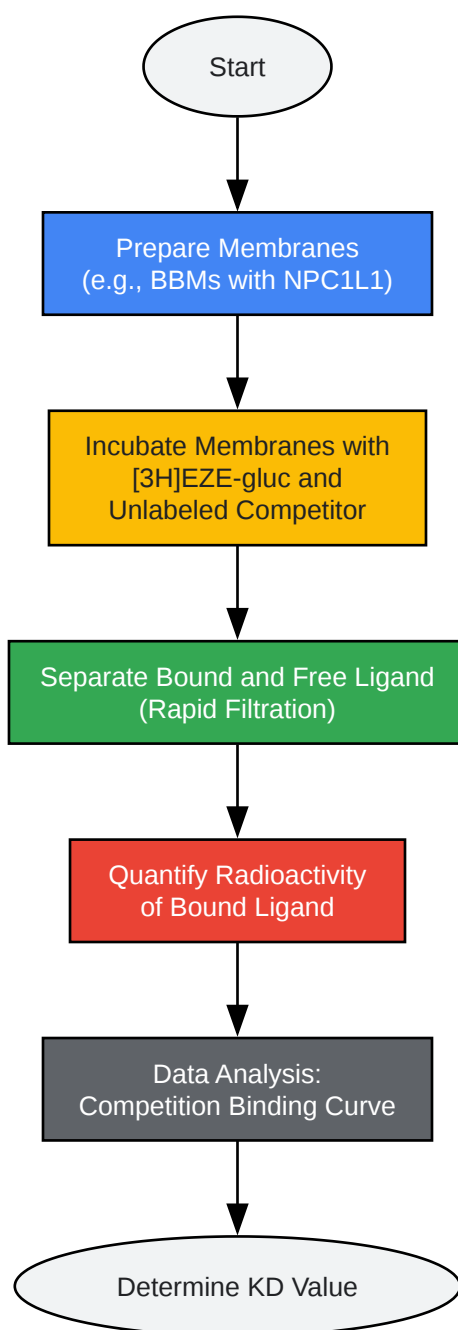 Start
Prepare Membranes
(e.g., BBMs with NPC1L1)
Incubate Membranes with
[3H]EZE-gluc and
Unlabeled Competitor
Separate Bound and Free Ligand
(Rapid Filtration)
Quantify Radioactivity
of Bound Ligand
Data Analysis:
Competition Binding Curve
Determine KD Value